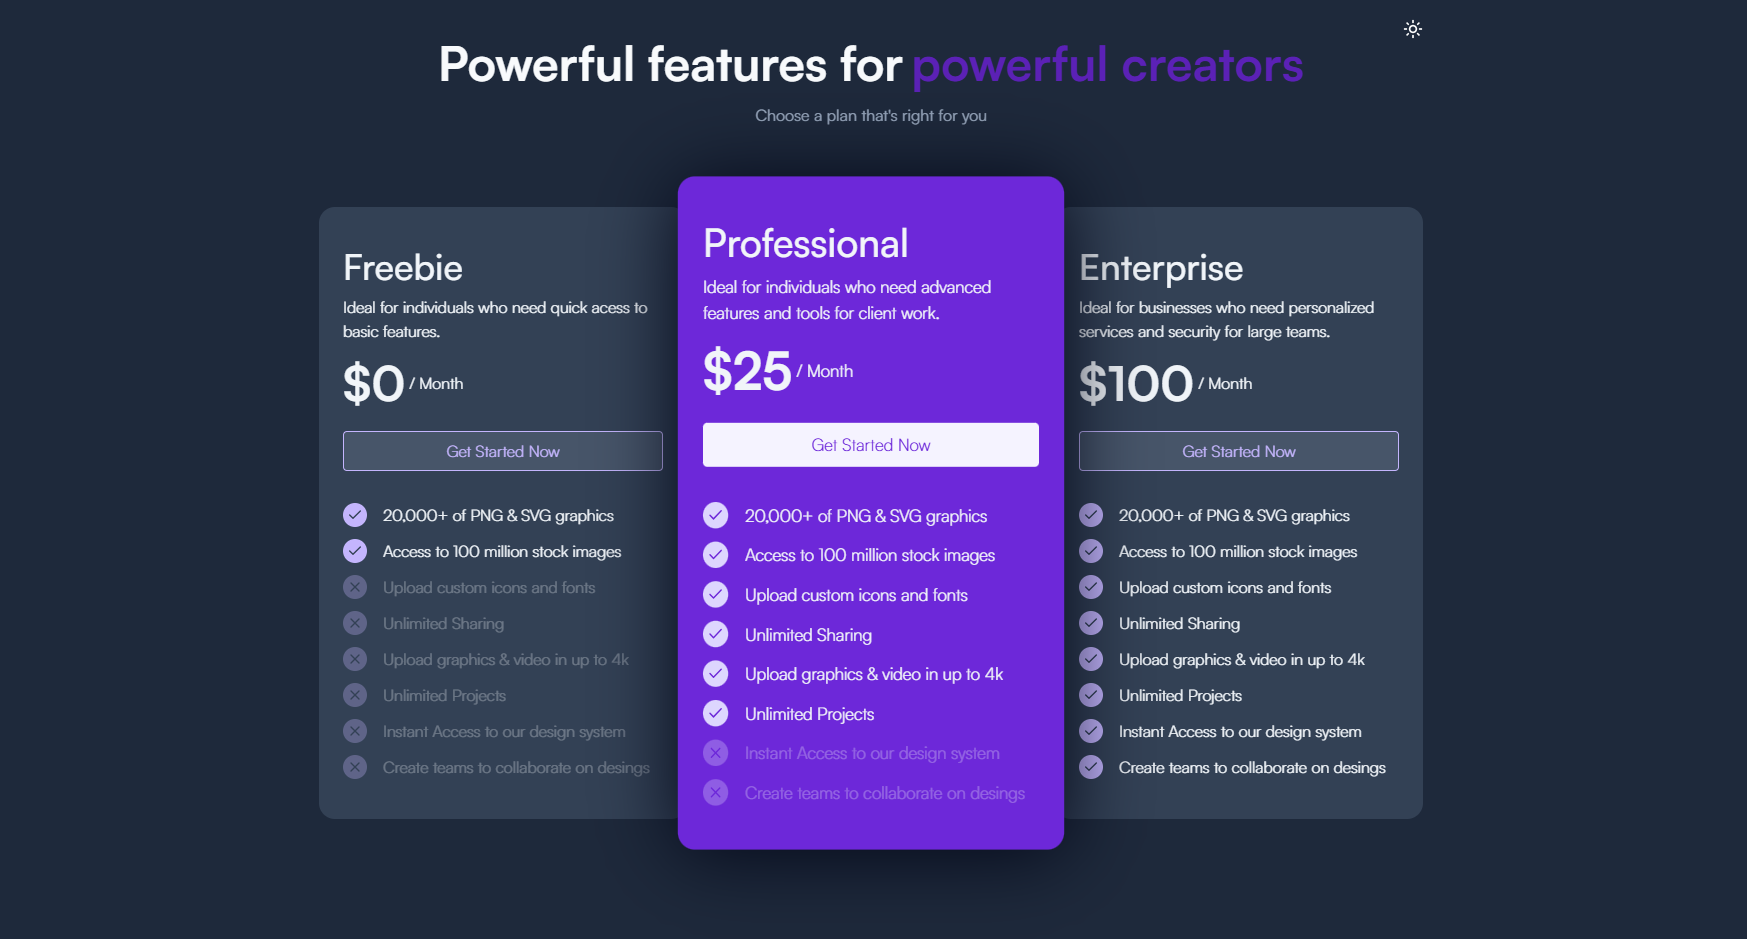 Powerful features for powerful creators
Choose a plan that's right for you
Freebie
Ideal for individuals who need quick acess to
basic features.
$0 / Month
Get Started Now
20,000+ of PNG & SVG graphics
Access to 100 million stock images
Upload custom icons and fonts
Unlimited Sharing
Upload graphics & video in up to 4k
Unlimited Projects
Instant Access to our design system
Create teams to collaborate on desings
Professional
Ideal for individuals who need advanced
features and tools for client work.
$25 / Month
Get Started Now
20,000+ of PNG & SVG graphics
Access to 100 million stock images
Upload custom icons and fonts
Unlimited Sharing
Upload graphics & video in up to 4k
Unlimited Projects
Instant Access to our design system
Create teams to collaborate on desings
Enterprise
Ideal for businesses who need personalized
services and security for large teams.
$100 / Month
Get Started Now
20,000+ of PNG & SVG graphics
Access to 100 million stock images
Upload custom icons and fonts
Unlimited Sharing
Upload graphics & video in up to 4k
Unlimited Projects
Instant Access to our design system
Create teams to collaborate on desings